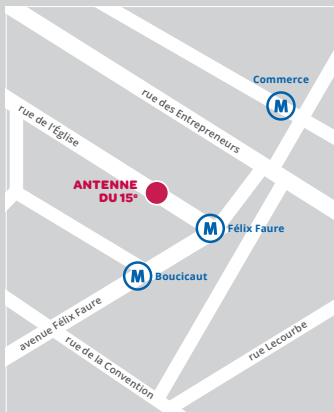 Commerce
M
rue des Entrepreneurs
rue de l'Église
ANTENNE
DU 15e
M
Félix Faure
M
Boucicaut
avenue Félix Faure
rue de la Convention
rue Lecourbe